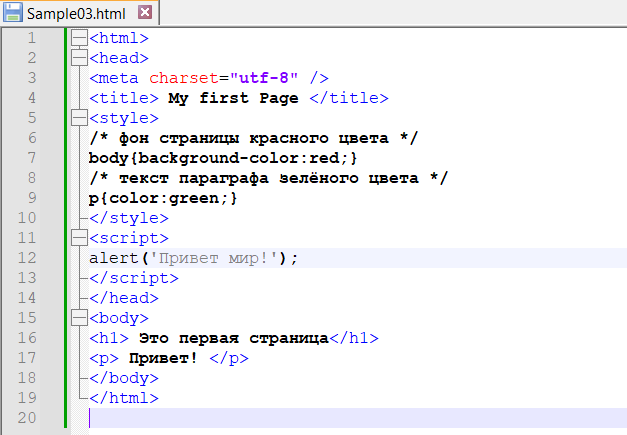 Sample03.html
1 <html>
2 <head>
3 <meta charset="utf-8" />
4 <title> My first Page </title>
5 <style>
6 /* фон страницы красного цвета */
7 body{background-color:red;}
8 /* текст параграфа зелёного цвета */
9 p{color:green;}
10 </style>
11 <script>
12 alert('Привет мир!');
13 </script>
14 </head>
15 <body>
16 <h1> Это первая страница</h1>
17 <p> Привет! </p>
18 </body>
19 </html>
20